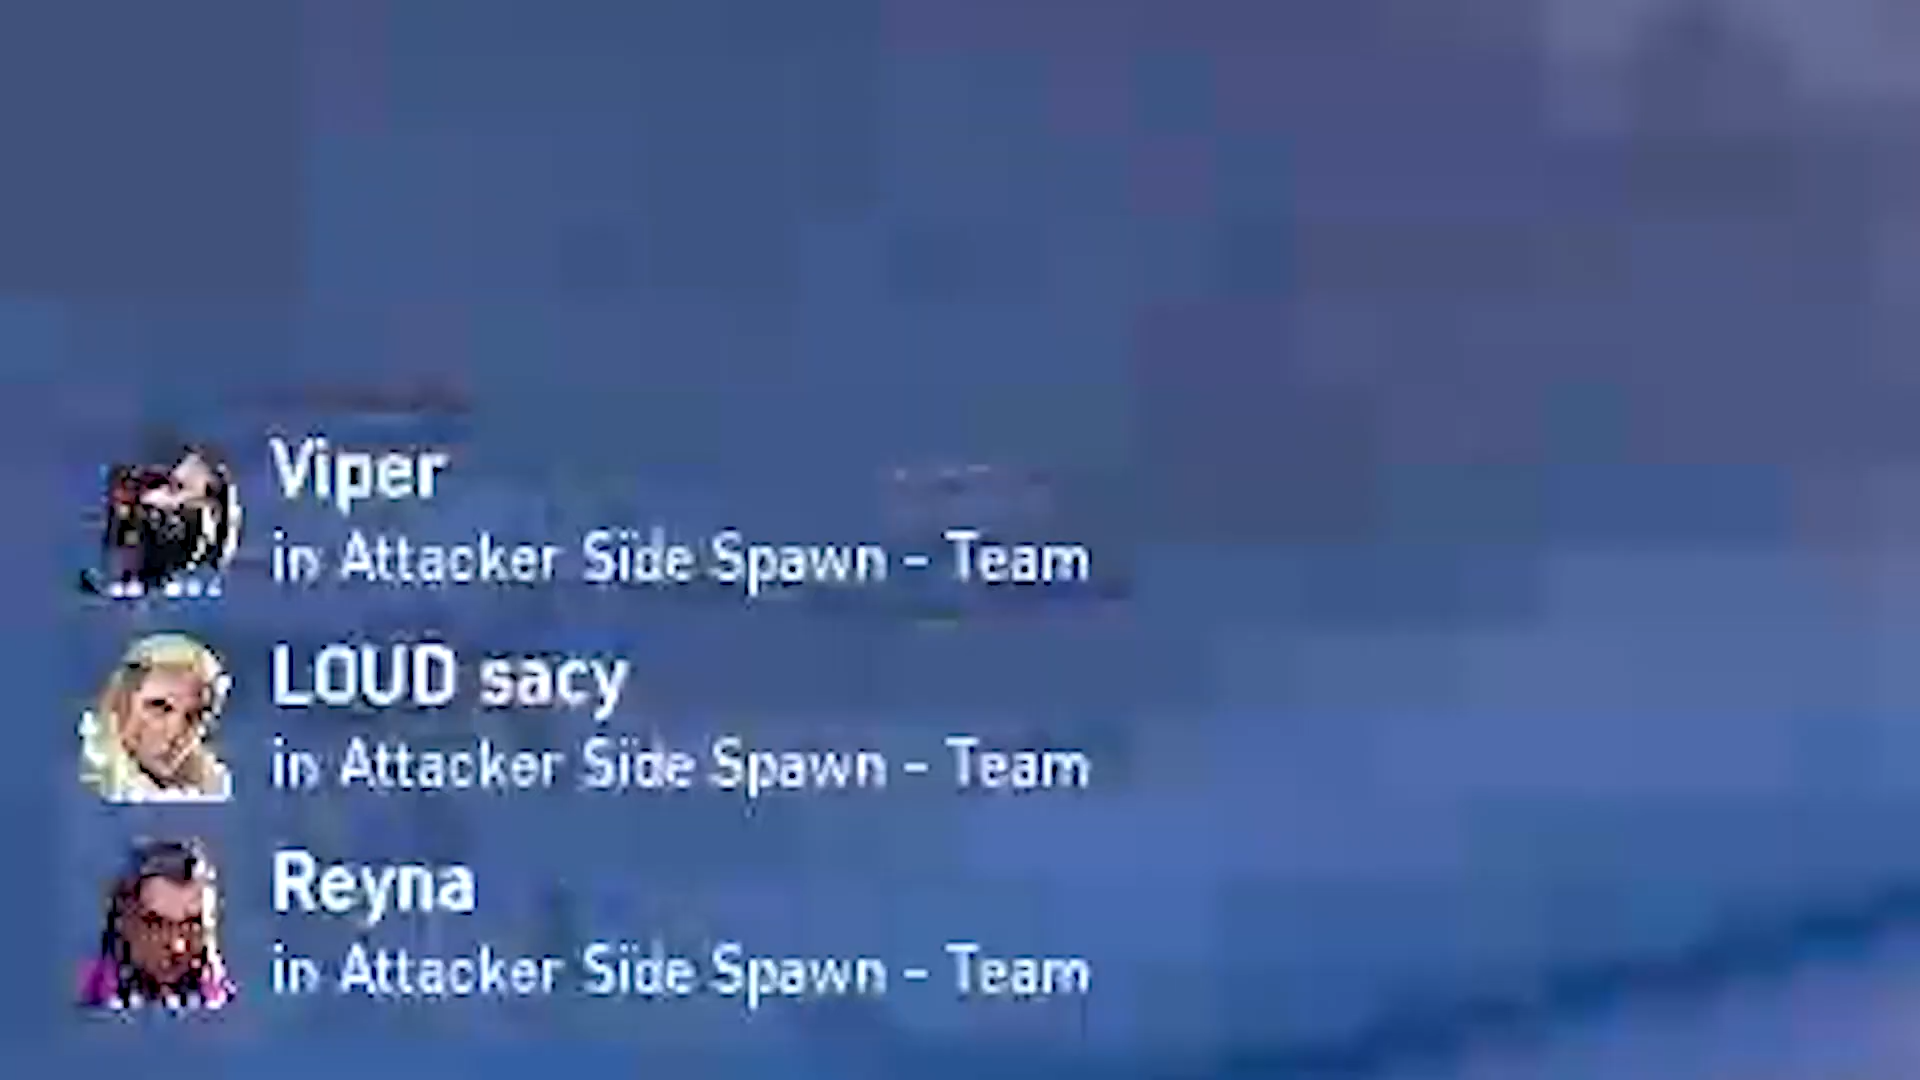 Viper
in Attacker Side Spawn - Team
LOUD sacy
in Attacker Side Spawn - Team
Reyna
in Attacker Side Spawn - Team